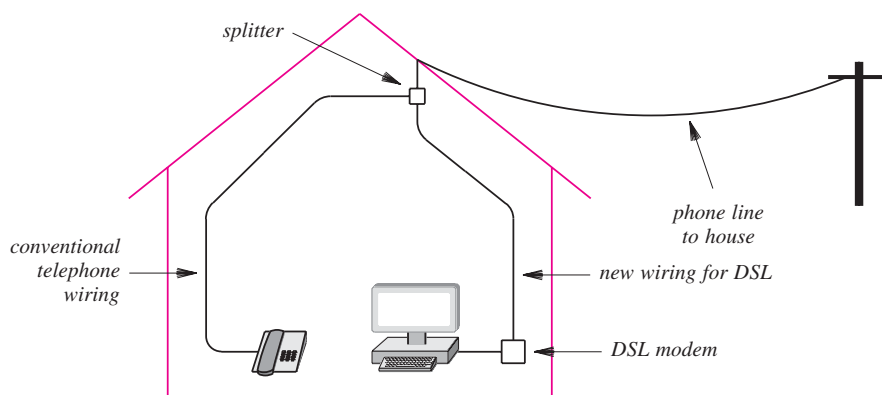 splitter
phone line
to house
conventional
telephone
wiring
new wiring for DSL
DSL modem